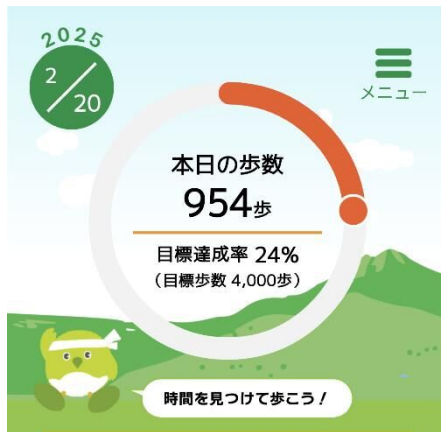 2025
2/20
メニュー
本日の歩数
954歩
目標達成率 24%
(目標歩数 4,000歩)
時間を見つけて歩こう!